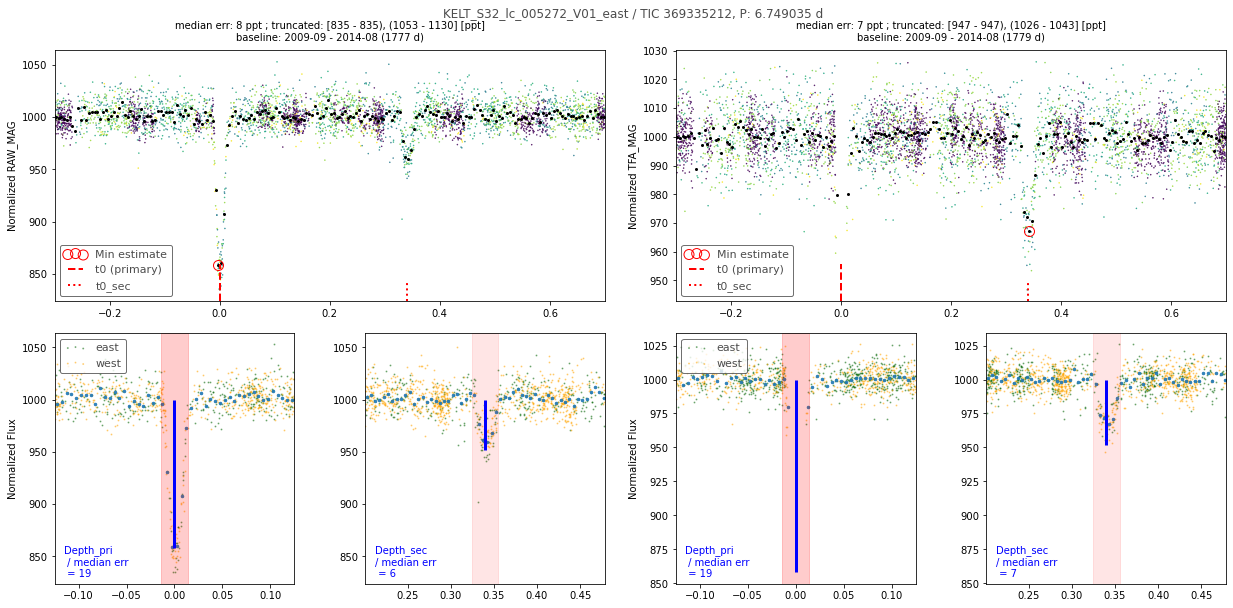 KELT_S32_lc_005272_V01_east / TIC 369335212, P: 6.749035 d
median err: 8 ppt ; truncated: [835 - 835), (1053 - 1130] [ppt]
baseline: 2009-09 - 2014-08 (1777 d)
Normalized RAW_MAG
1050
1000
950
900
850
Min estimate
t0 (primary)
t0_sec
−0.2
0.0
0.2
0.4
0.6
median err: 7 ppt ; truncated: [947 - 947), (1026 - 1043] [ppt]
baseline: 2009-09 - 2014-08 (1779 d)
Normalized TFA_MAG
1030
1020
1010
1000
990
980
970
960
950
Min estimate
t0 (primary)
t0_sec
−0.2
0.0
0.2
0.4
0.6
Normalized Flux
1050
1000
950
900
850
east
west
Depth_pri
/ median err
= 19
−0.10
−0.05
0.00
0.05
0.10
1050
1000
950
900
850
Depth_sec
/ median err
= 6
0.25
0.30
0.35
0.40
0.45
Normalized Flux
1025
1000
975
950
925
900
875
850
east
west
Depth_pri
/ median err
= 19
−0.10
−0.05
0.00
0.05
0.10
1025
1000
975
950
925
900
875
850
Depth_sec
/ median err
= 7
0.25
0.30
0.35
0.40
0.45